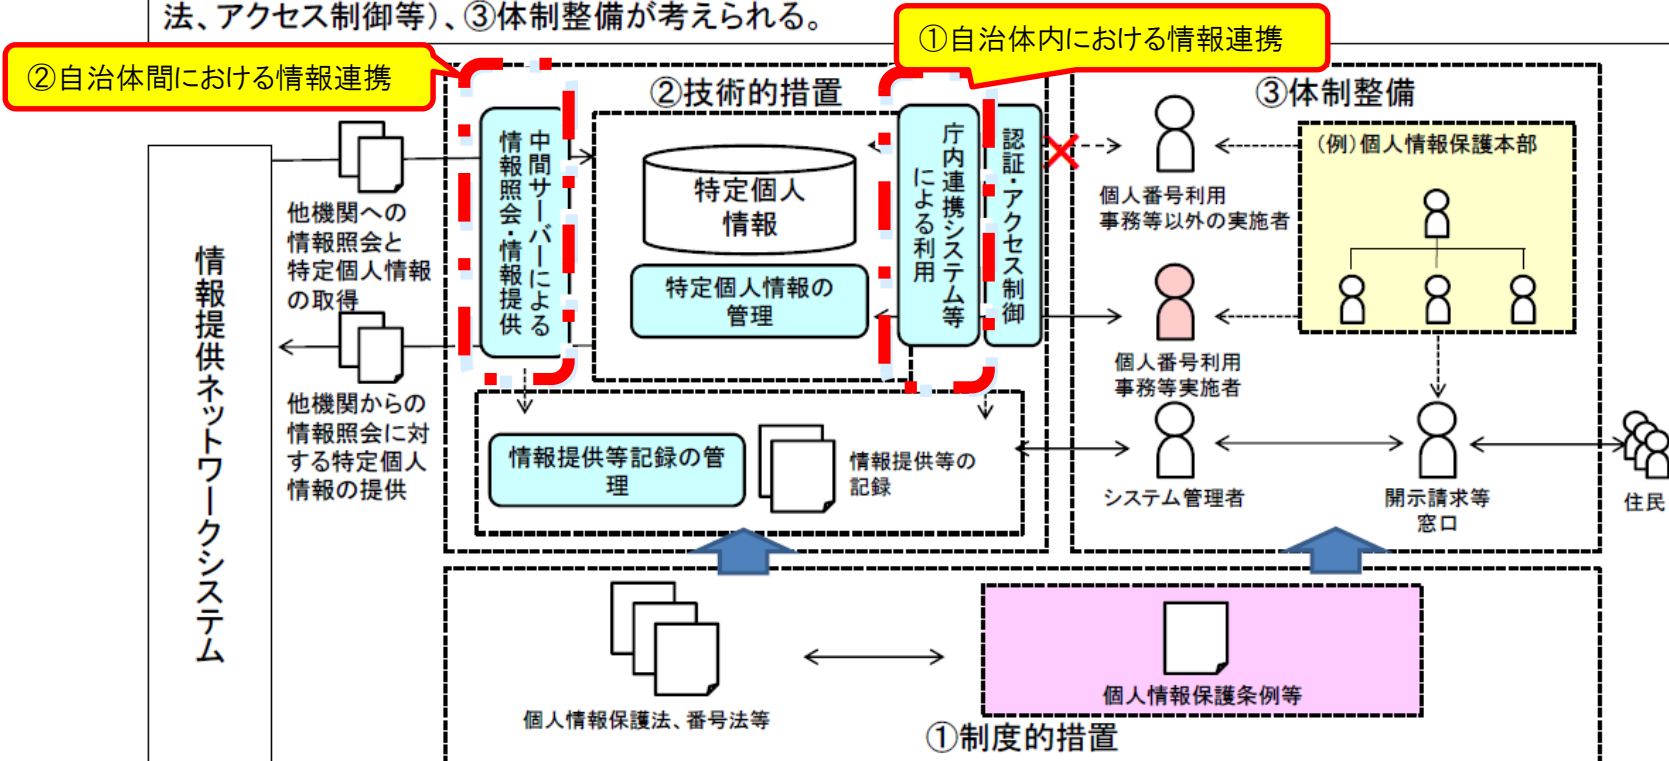 法、アクセス制御等）、③体制整備が考えられる。
①自治体内における情報連携
②自治体間における情報連携
②技術的措置
③体制整備
情報提供ネットワークシステム
他機関への
情報照会と
特定個人情報
の取得
他機関からの
情報照会に対
する特定個人
情報の提供
中間サーバーによる
情報照会・情報提供
特定個人
情報
特定個人情報の
管理
庁内連携システム等
による利用
認証・アクセス制御
個人番号利用
事務等以外の実施者
（例）個人情報保護本部
個人番号利用
事務等実施者
情報提供等記録の管
理
情報提供等の
記録
システム管理者
開示請求等
窓口
住民
個人情報保護法、番号法等
個人情報保護条例等
①制度的措置